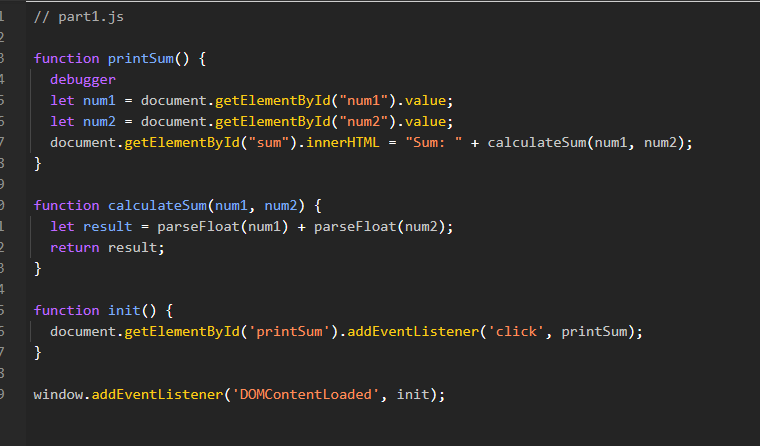 1 // part1.js
2
3 function printSum() {
4   debugger
5   let num1 = document.getElementById("num1").value;
6   let num2 = document.getElementById("num2").value;
7   document.getElementById("sum").innerHTML = "Sum: " + calculateSum(num1, num2);
8 }
9
0 function calculateSum(num1, num2) {
1   let result = parseFloat(num1) + parseFloat(num2);
2   return result;
3 }
4
5 function init() {
6   document.getElementById('printSum').addEventListener('click', printSum);
7 }
8
9 window.addEventListener('DOMContentLoaded', init);